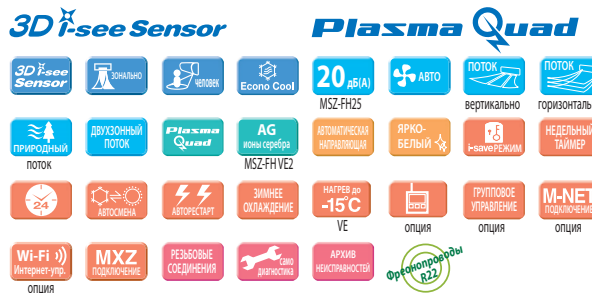 3D i-see Sensor
Plasma Quad
3D i-see
Sensor
ЗОНАЛЬНО
ЧЕЛОВЕК
Econo Cool
20 дБ(А)
MSZ-FH25
АВТО
ПОТОК
вертикально
ПОТОК
горизонталь
ПРИРОДНЫЙ
поток
ДВУХЗОННЫЙ
ПОТОК
Plasma
Quad
AG
ионы серебра
MSZ-FH VE2
АВТОМАТИЧЕСКАЯ
НАПРАВЛЯЮЩАЯ
ЯРКО-
БЕЛЫЙ
i-save РЕЖИМ
НЕДЕЛЬНЫЙ
ТАЙМЕР
24
АВТОСМЕНА
АВТОРЕСТАРТ
ЗИМНЕЕ
ОХЛАЖДЕНИЕ
НАГРЕВ до
-15°C
VE
опция
ГРУППОВОЕ
УПРАВЛЕНИЕ
опция
M-NET
ПОДКЛЮЧЕНИЕ
опция
Wi-Fi
Интернет-упр.
опция
MXZ
ПОДКЛЮЧЕНИЕ
РЕЗЬБОВЫЕ
СОЕДИНЕНИЯ
само
диагностика
АРХИВ
НЕИСПРАВНОСТЕЙ
Фреонопроводы
R22